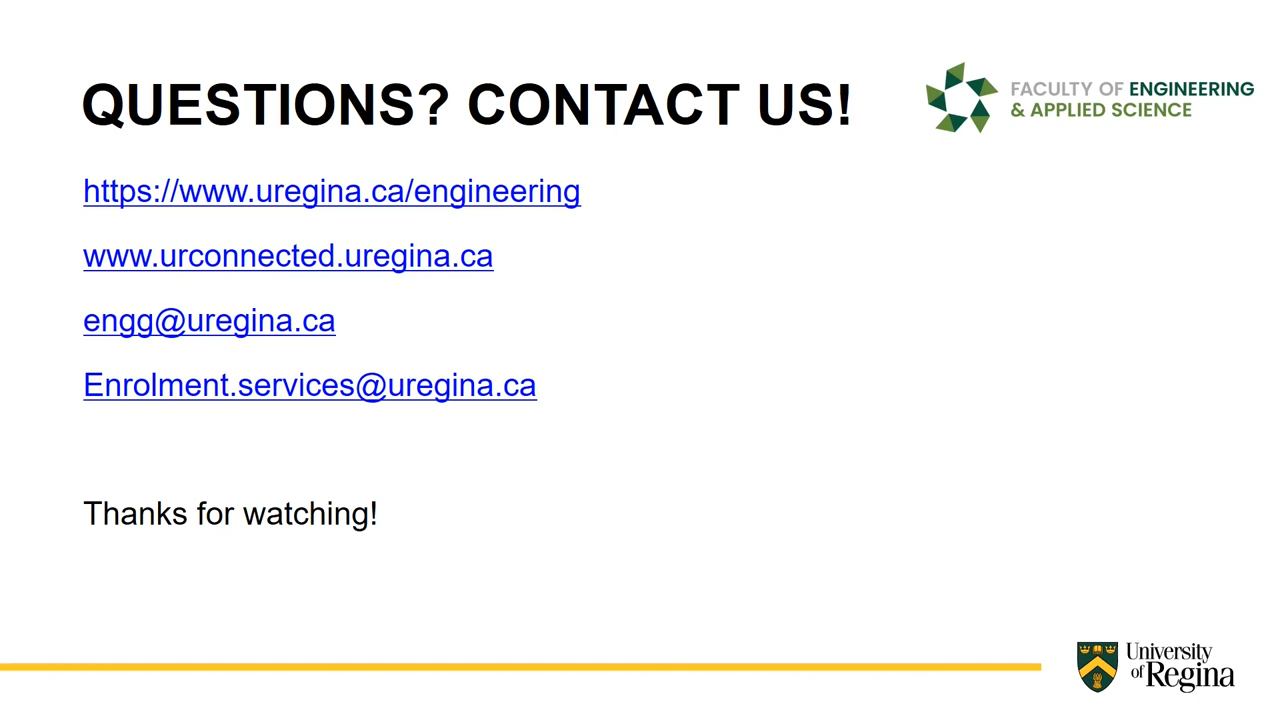 QUESTIONS? CONTACT US!
FACULTY OF ENGINEERING
& APPLIED SCIENCE
https://www.uregina.ca/engineering
www.urconnected.uregina.ca
engg@uregina.ca
Enrolment.services@uregina.ca
Thanks for watching!
University
of Regina